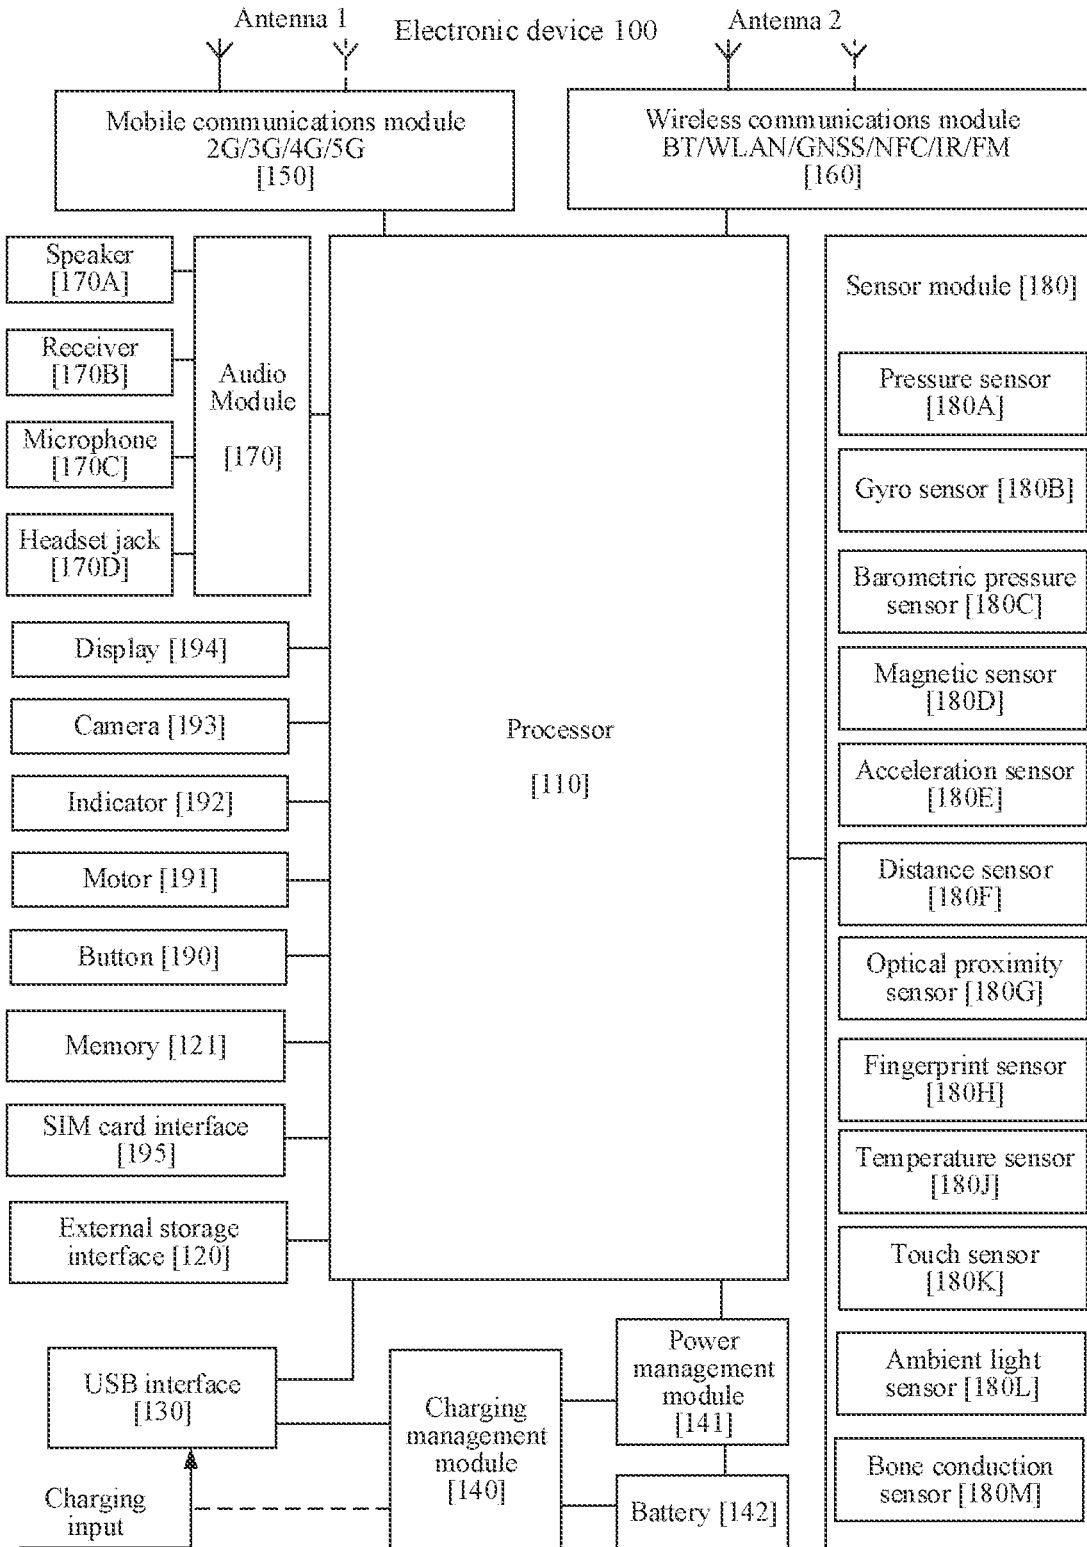 Antenna 1
Electronic device 100
Antenna 2
Mobile communications module
2G/3G/4G/5G
[150]
Wireless communications module
BT/WLAN/GNSS/NFC/IR/FM
[160]
Speaker
[170A]
Receiver
[170B]
Microphone
[170C]
Headset jack
[170D]
Audio
Module
[170]
Display [194]
Camera [193]
Indicator [192]
Motor [191]
Button [190]
Memory [121]
SIM card interface
[195]
External storage
interface [120]
Processor
[110]
Sensor module [180]
Pressure sensor
[180A]
Gyro sensor [180B]
Barometric pressure
sensor [180C]
Magnetic sensor
[180D]
Acceleration sensor
[180E]
Distance sensor
[180F]
Optical proximity
sensor [180G]
Fingerprint sensor
[180H]
Temperature sensor
[180J]
Touch sensor
[180K]
Ambient light
sensor [180L]
Bone conduction
sensor [180M]
USB interface
[130]
Charging
input
Charging
management
module
[140]
Power
management
module
[141]
Battery [142]